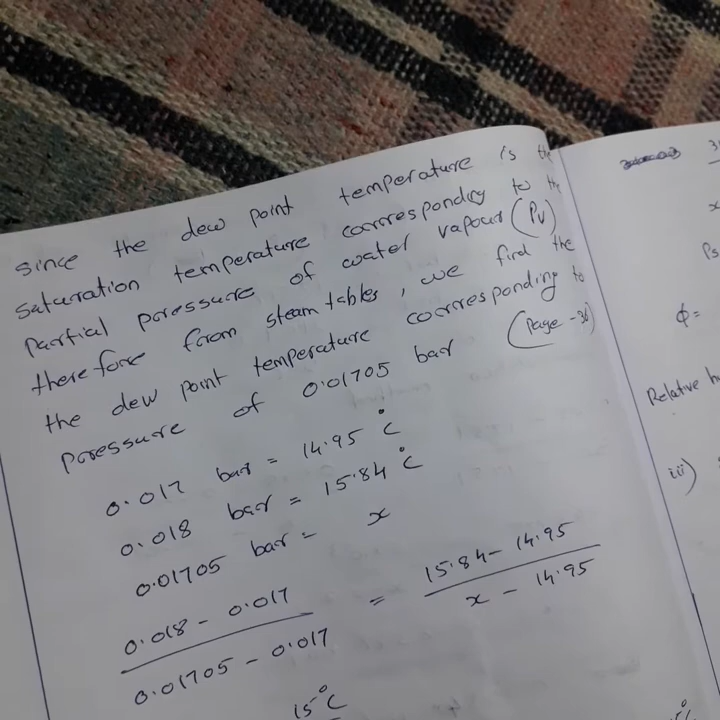 since the dew point temperature is the
saturation temperature corresponding to the
partial pressure of water vapour (Pv)
therefore from steam tables, we find the
the dew point temperature corresponding to
pressure of 0.01705 bar (Page-36)
0.017 bar = 14.95 °C
0.018 bar = 15.84 °C
0.01705 bar = x
0.018 - 0.017 / 0.01705 - 0.017 = 15.84 - 14.95 / x - 14.95
15°C
Ps
φ =
Relative
iii)